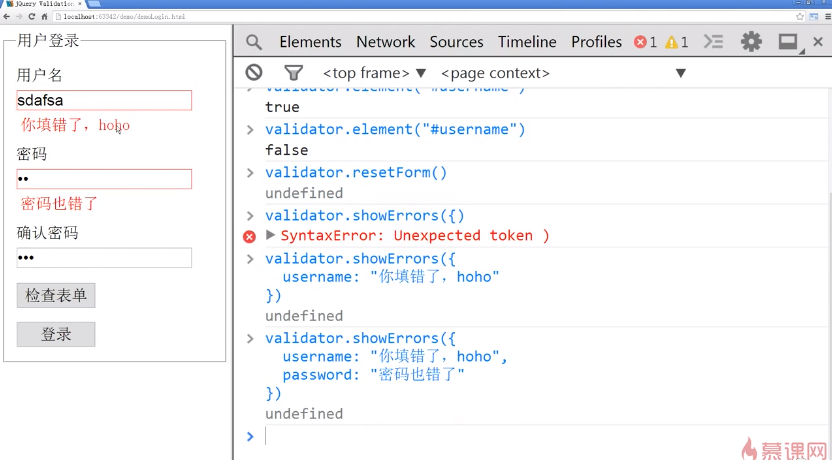 jQuery Validation
localhost:63342/demo/demoLogin.html
用户登录
用户名
sdafsa
你填错了，hoho
密码
密码也错了
确认密码
检查表单
登录
Elements Network Sources Timeline Profiles 1 1
<top frame> ▼ <page context> ▼
validator.element("#username")
true
validator.element("#username")
false
validator.resetForm()
undefined
validator.showErrors({)
SyntaxError: Unexpected token )
validator.showErrors({
username: "你填错了，hoho"
})
undefined
validator.showErrors({
username: "你填错了，hoho",
password: "密码也错了"
})
undefined
慕课网